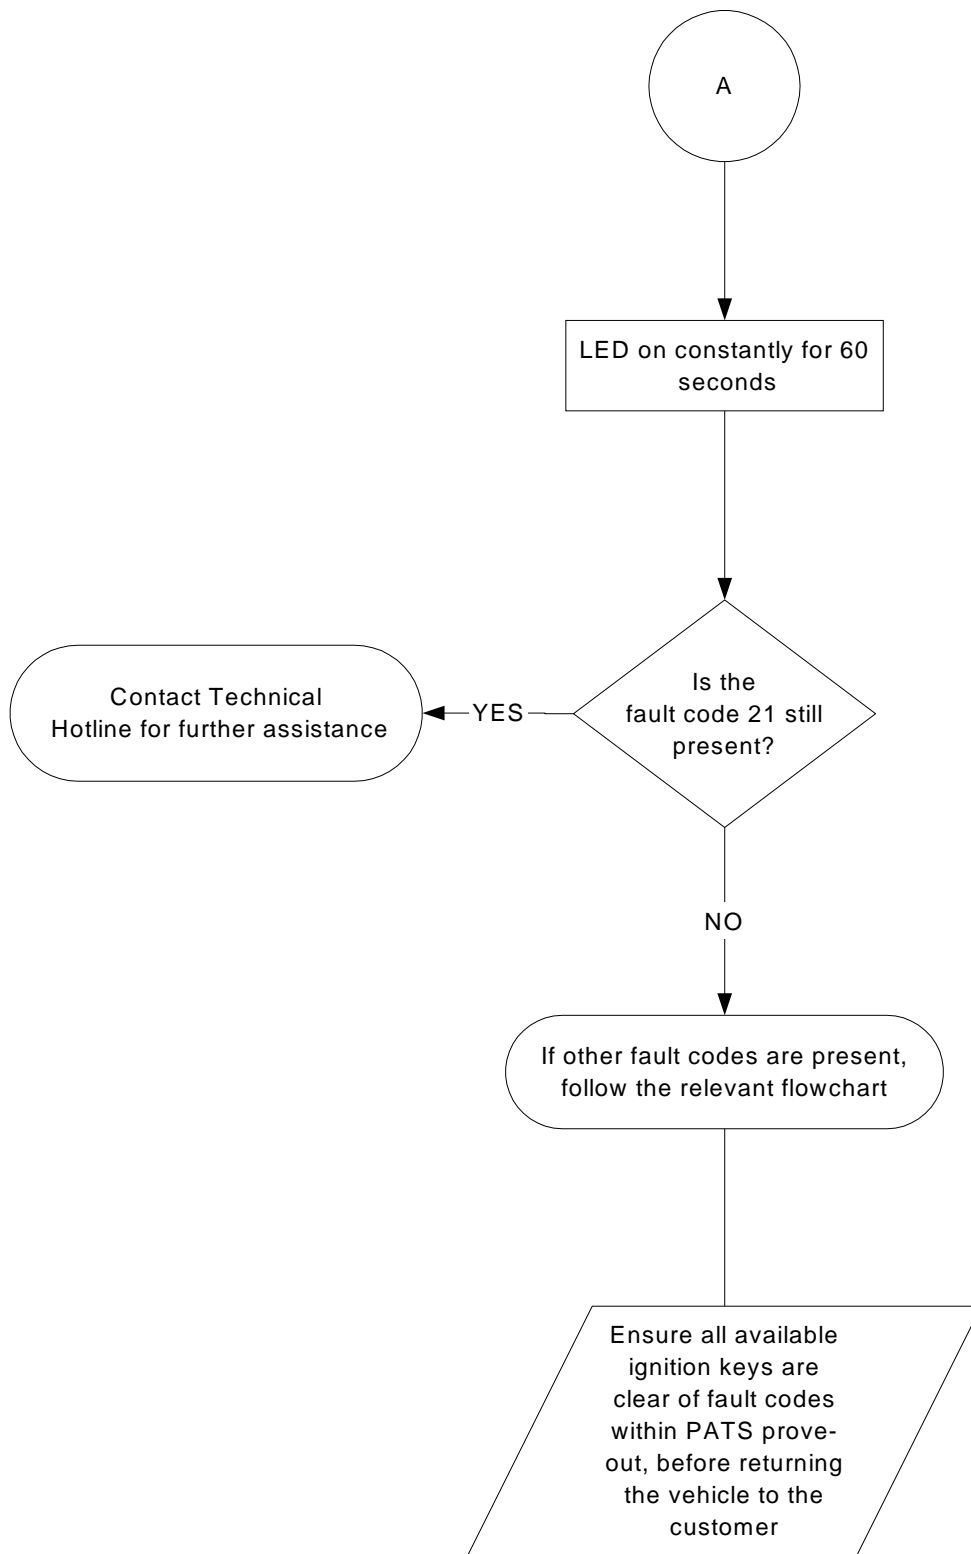 A
LED on constantly for 60
seconds
Is the
fault code 21 still
present?
YES
Contact Technical
Hotline for further assistance
NO
If other fault codes are present,
follow the relevant flowchart
Ensure all available
ignition keys are
clear of fault codes
within PATS prove-
out, before returning
the vehicle to the
customer